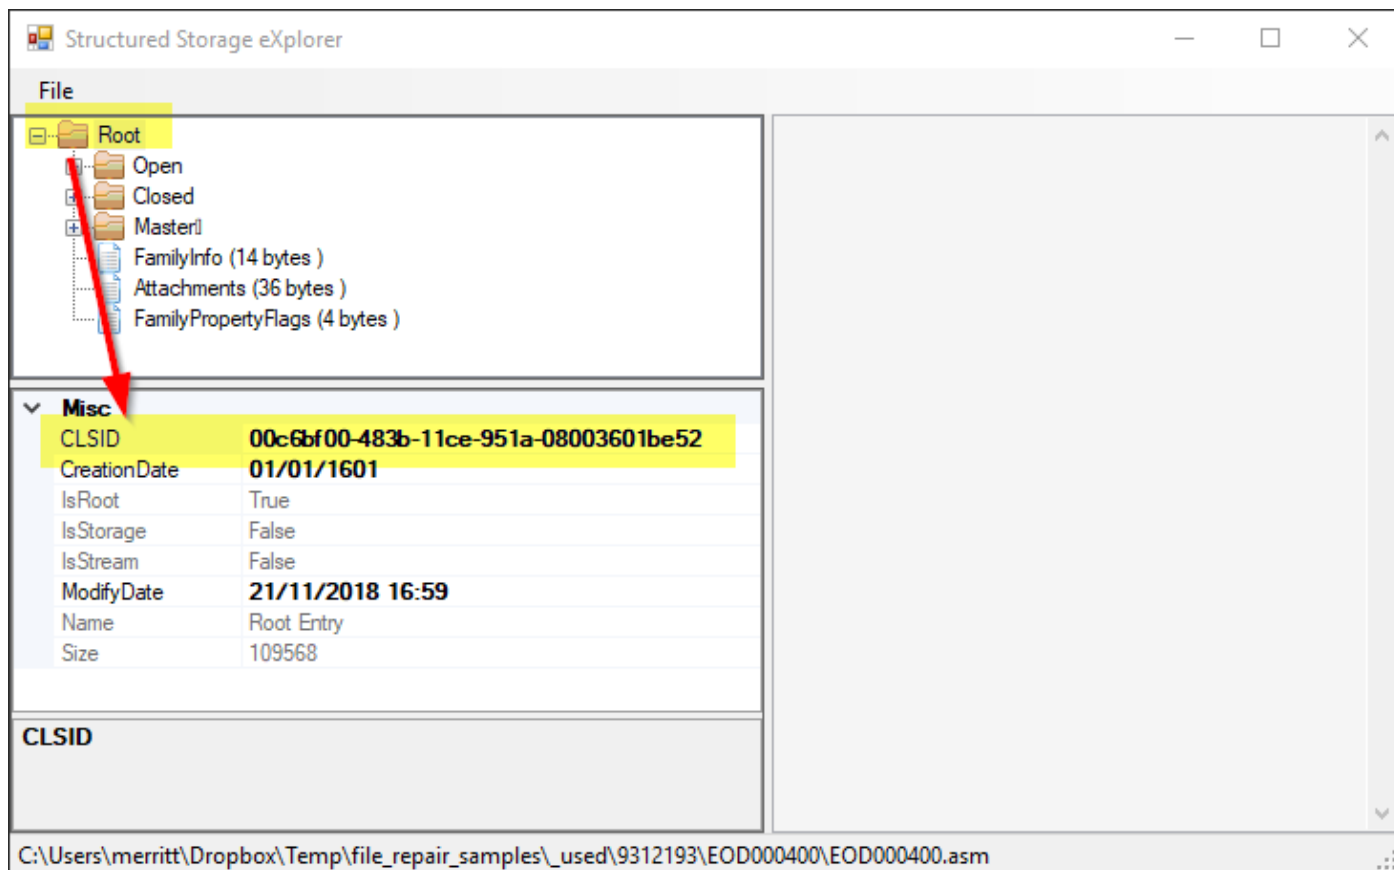 Structured Storage eXplorer
File
Root
Open
Closed
Master
FamilyInfo (14 bytes )
Attachments (36 bytes )
FamilyPropertyFlags (4 bytes )
Misc
CLSID 00c6bf00-483b-11ce-951a-08003601be52
CreationDate 01/01/1601
IsRoot True
IsStorage False
IsStream False
ModifyDate 21/11/2018 16:59
Name Root Entry
Size 109568
CLSID
C:\Users\merritt\Dropbox\Temp\file_repair_samples\_used\9312193\EOD000400\EOD000400.asm